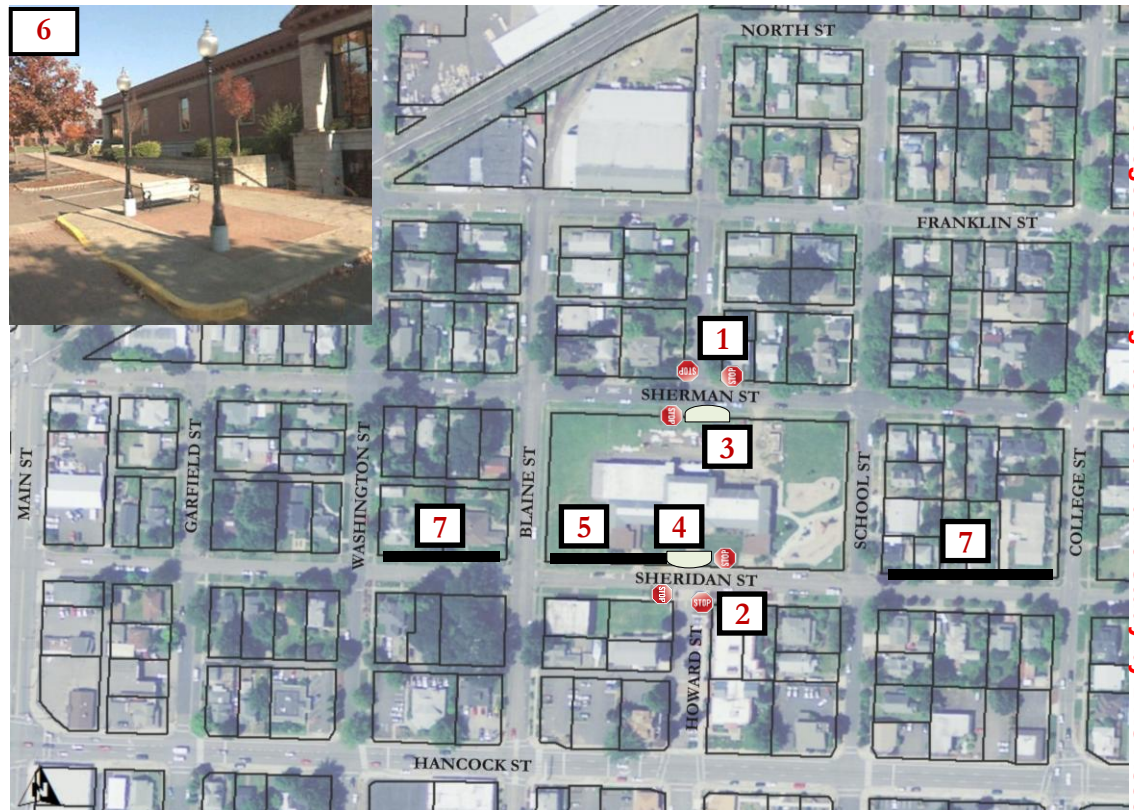 6
NORTH ST
FRANKLIN ST
1
STOP
STOP
SHERMAN ST
STOP
3
MAIN ST
GARFIELD ST
WASHINGTON ST
BLAINE ST
SCHOOL ST
COLLEGE ST
7
5
4
STOP
7
SHERIDAN ST
STOP
STOP
2
HOWARD ST
HANCOCK ST
N